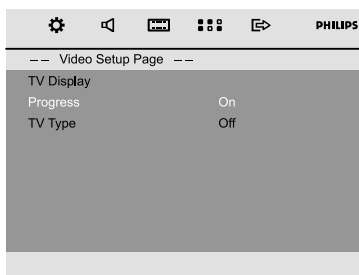 PHILIPS
-- Video Setup Page --
TV Display
Progress On
TV Type Off